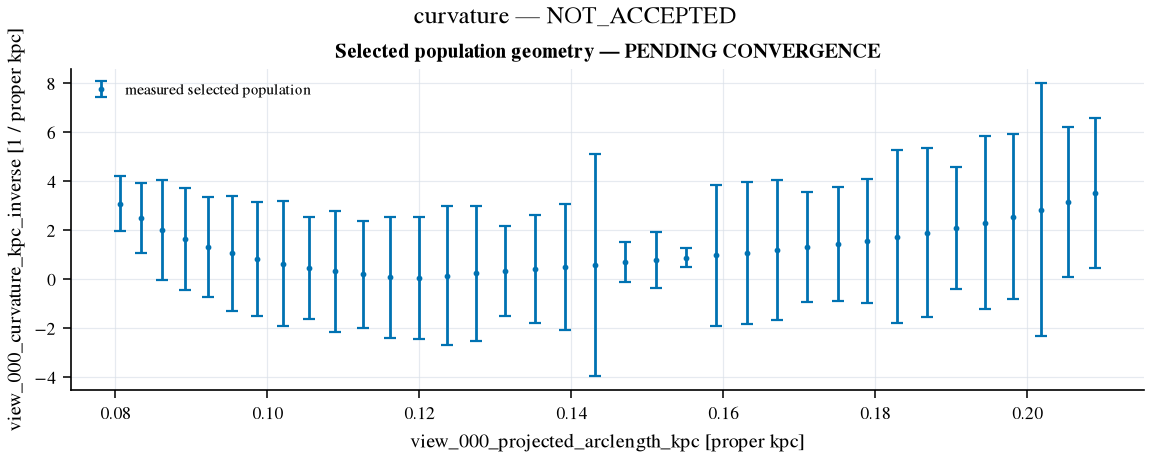 curvature — NOT_ACCEPTED
Selected population geometry — PENDING CONVERGENCE
measured selected population
view_000_curvature_kpc_inverse [1 / proper kpc]
8
6
4
2
0
−2
−4
0.08 0.10 0.12 0.14 0.16 0.18 0.20
view_000_projected_arclength_kpc [proper kpc]